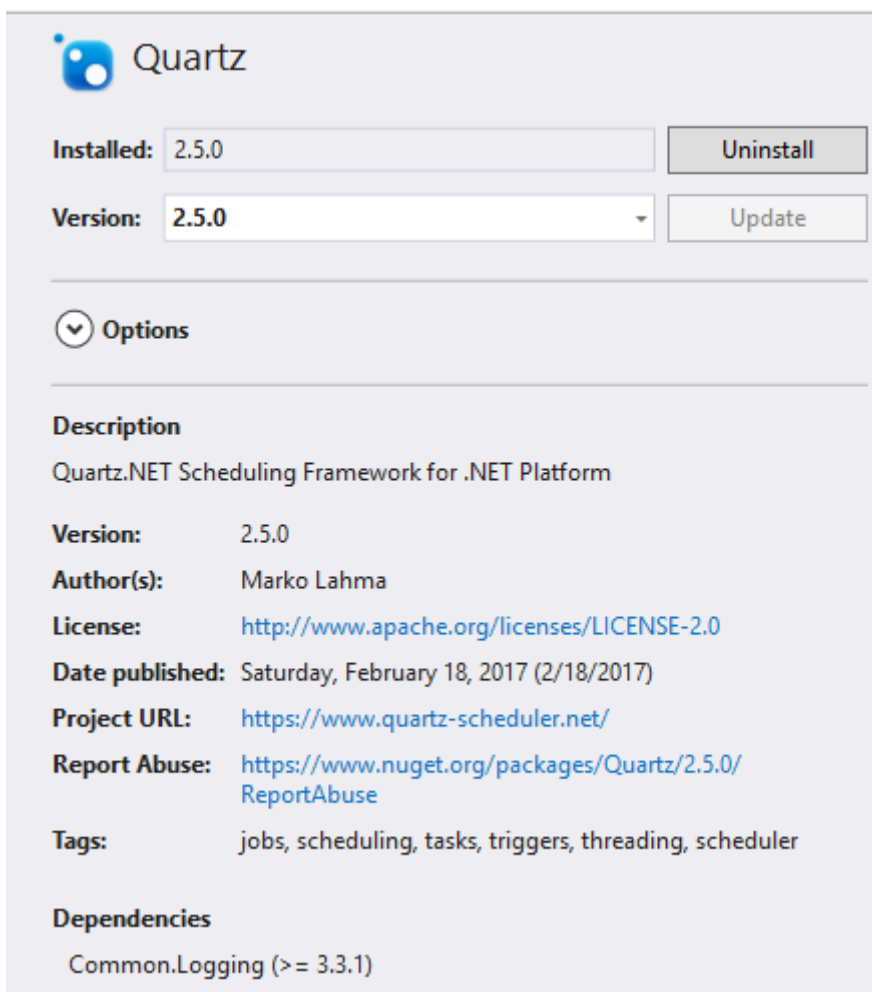 Quartz
Installed: 2.5.0 Uninstall
Version: 2.5.0 Update
Options
Description
Quartz.NET Scheduling Framework for .NET Platform
Version: 2.5.0
Author(s): Marko Lahma
License: http://www.apache.org/licenses/LICENSE-2.0
Date published: Saturday, February 18, 2017 (2/18/2017)
Project URL: https://www.quartz-scheduler.net/
Report Abuse: https://www.nuget.org/packages/Quartz/2.5.0/
ReportAbuse
Tags: jobs, scheduling, tasks, triggers, threading, scheduler
Dependencies
Common.Logging (>= 3.3.1)